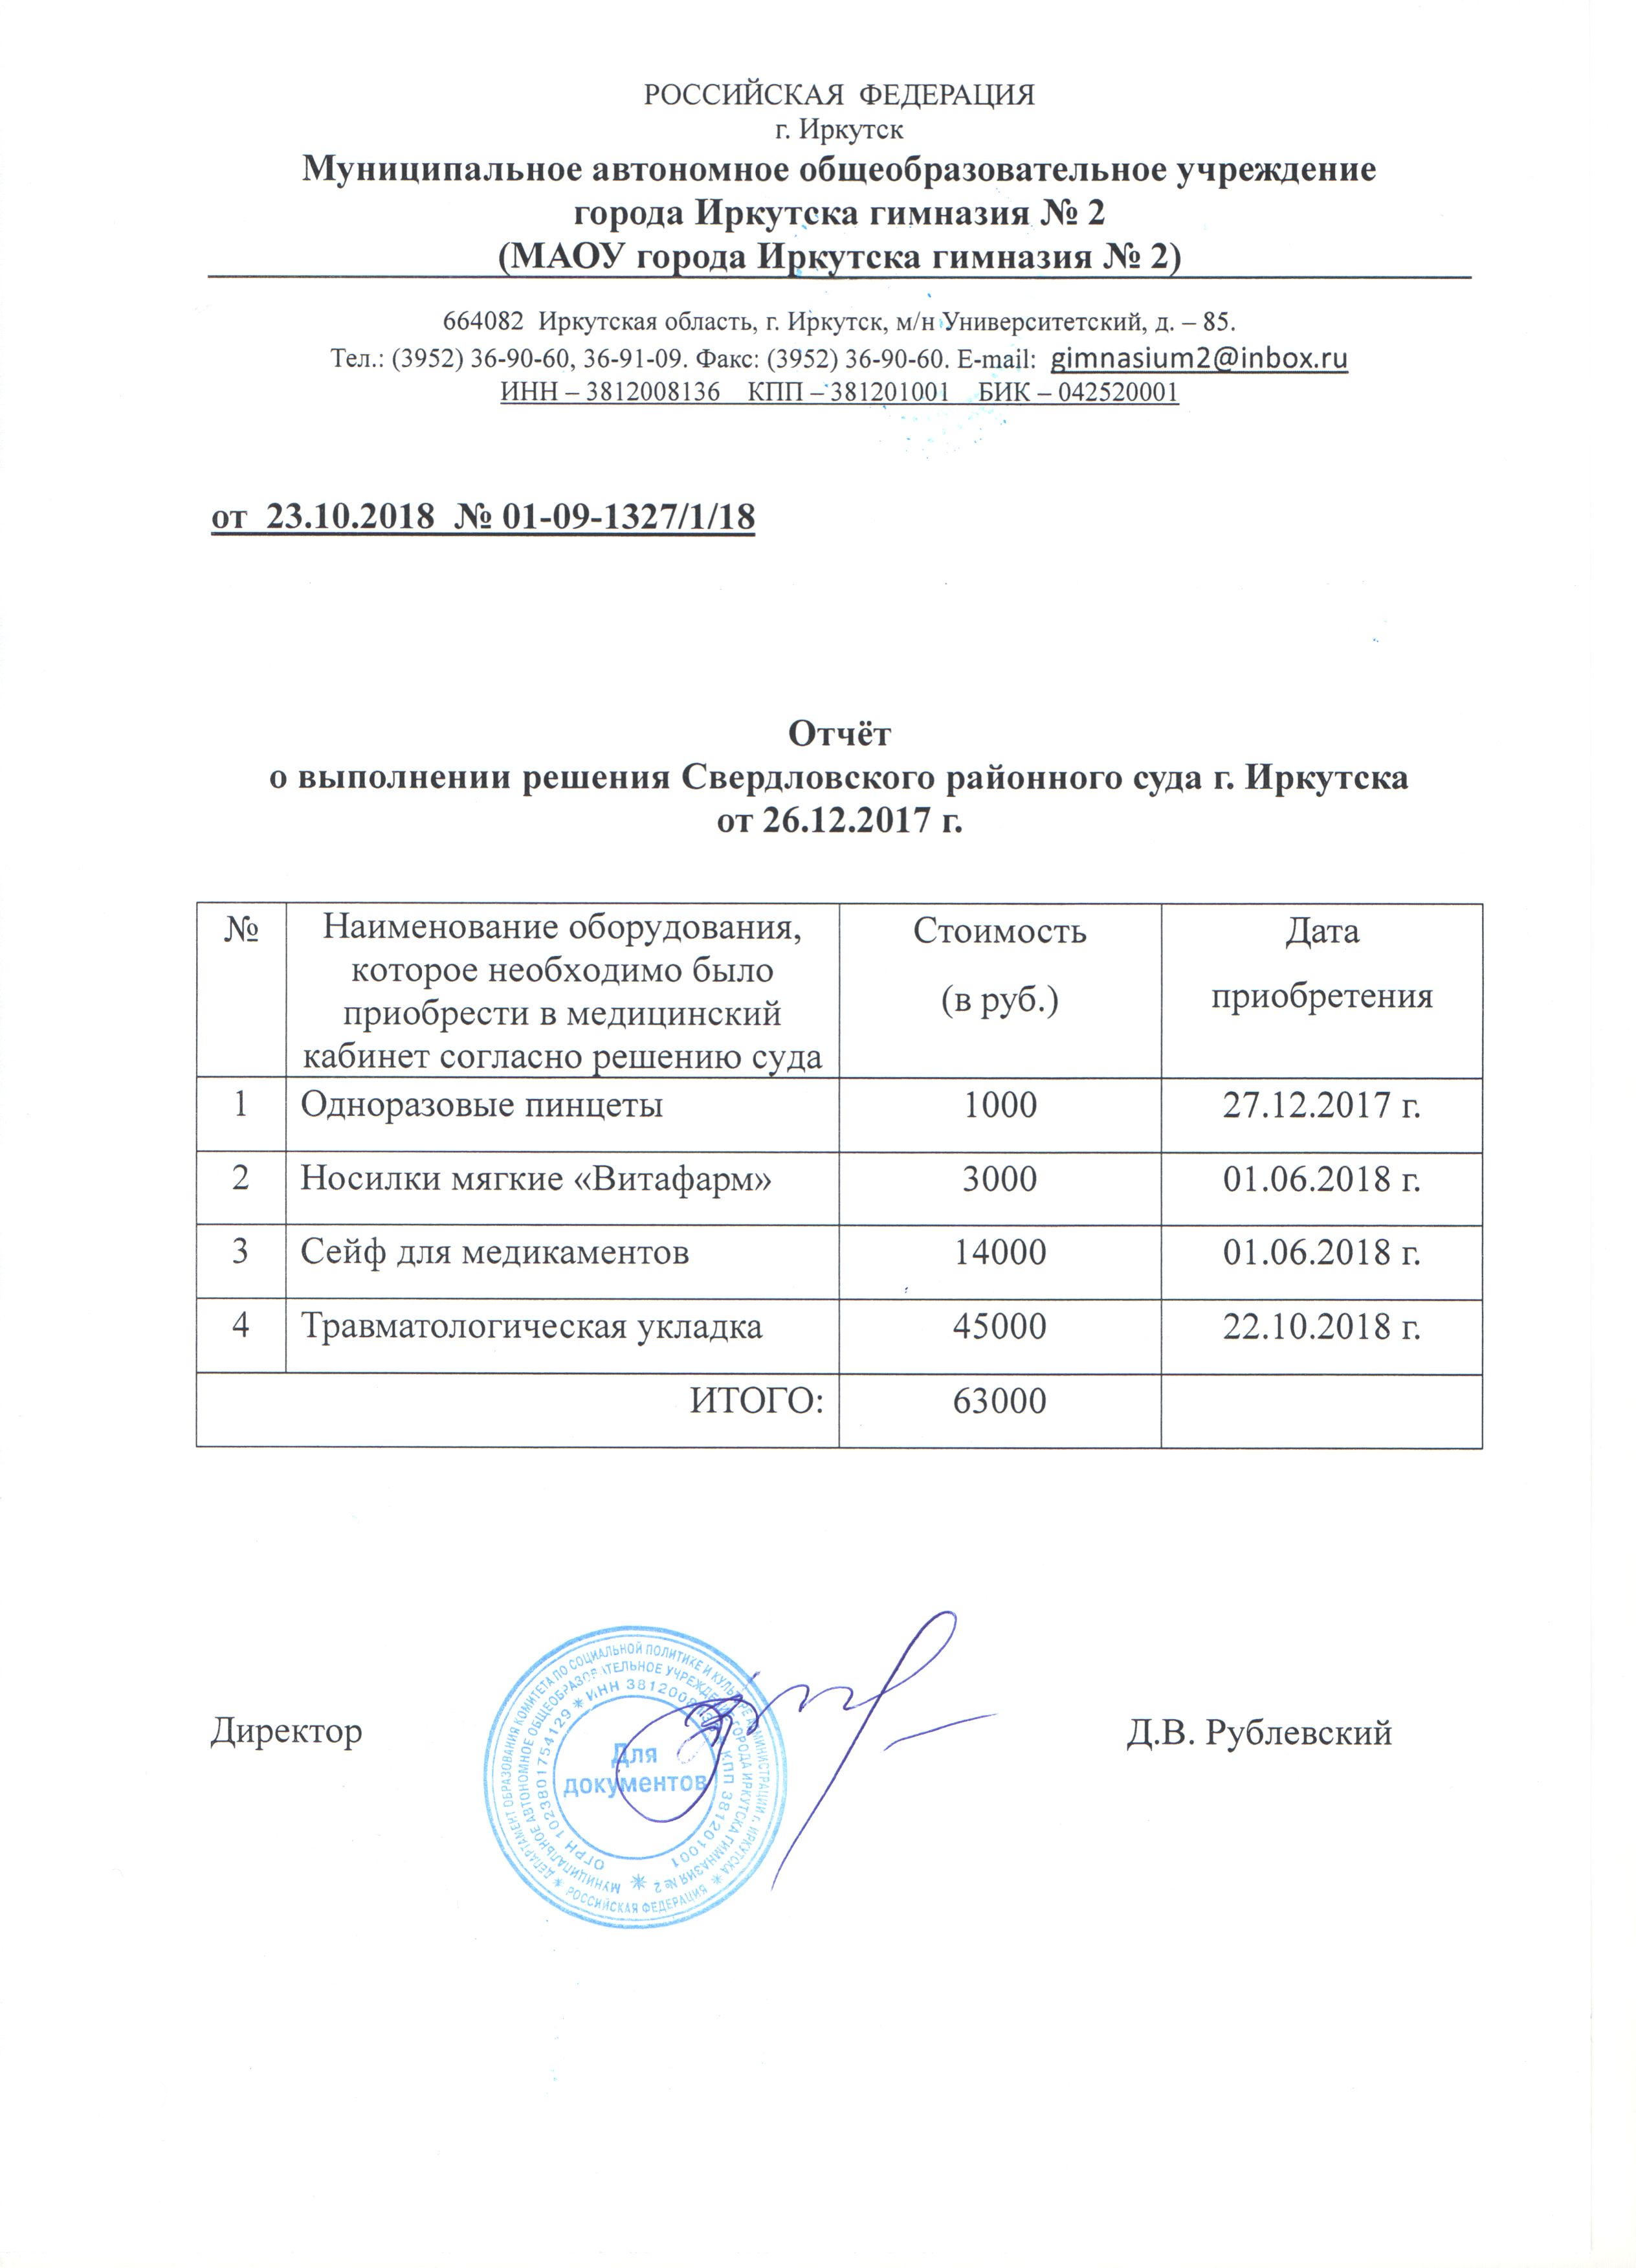 РОССИЙСКАЯ ФЕДЕРАЦИЯ
г. Иркутск
Муниципальное автономное общеобразовательное учреждение
города Иркутска гимназия № 2
(МАОУ города Иркутска гимназия № 2)
664082 Иркутская область, г. Иркутск, м/н Университетский, д. – 85.
Тел.: (3952) 36-90-60, 36-91-09. Факс: (3952) 36-90-60. E-mail: gimnasium2@inbox.ru
ИНН – 3812008136 КПП – 381201001 БИК – 042520001
от 23.10.2018 № 01-09-1327/1/18
Отчёт
о выполнении решения Свердловского районного суда г. Иркутска
от 26.12.2017 г.
№ Наименование оборудования, Стоимость Дата
которое необходимо было
приобрести в медицинский (в руб.) приобретения
кабинет согласно решению суда
1 Одноразовые пинцеты 1000 27.12.2017 г.
2 Носилки мягкие «Витафарм» 3000 01.06.2018 г.
3 Сейф для медикаментов 14000 01.06.2018 г.
4 Травматологическая укладка 45000 22.10.2018 г.
ИТОГО: 63000
Директор Д.В. Рублевский
ДЕПАРТАМЕНТ ОБРАЗОВАНИЯ КОМИТЕТА ПО СОЦИАЛЬНОЙ ПОЛИТИКЕ И КУЛЬТУРЕ АДМИНИСТРАЦИИ г. ИРКУТСКА * РОССИЙСКАЯ ФЕДЕРАЦИЯ *
МУНИЦИПАЛЬНОЕ АВТОНОМНОЕ ОБЩЕОБРАЗОВАТЕЛЬНОЕ УЧРЕЖДЕНИЕ ГОРОДА ИРКУТСКА ГИМНАЗИЯ № 2 *
ОГРН 1023801754129 * ИНН 3812008136 * КПП 381201001
Для
документов